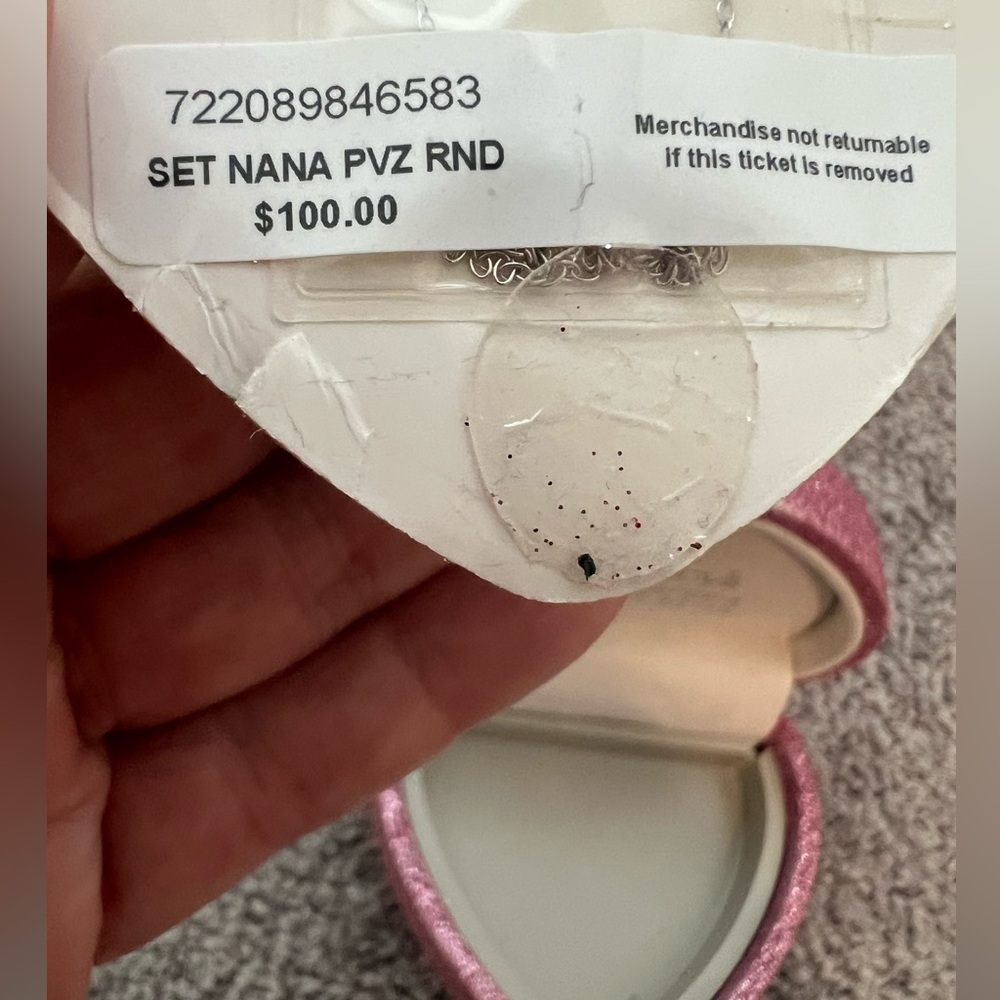 722089846583
SET NANA PVZ RND
$100.00
Merchandise not returnable
if this ticket is removed